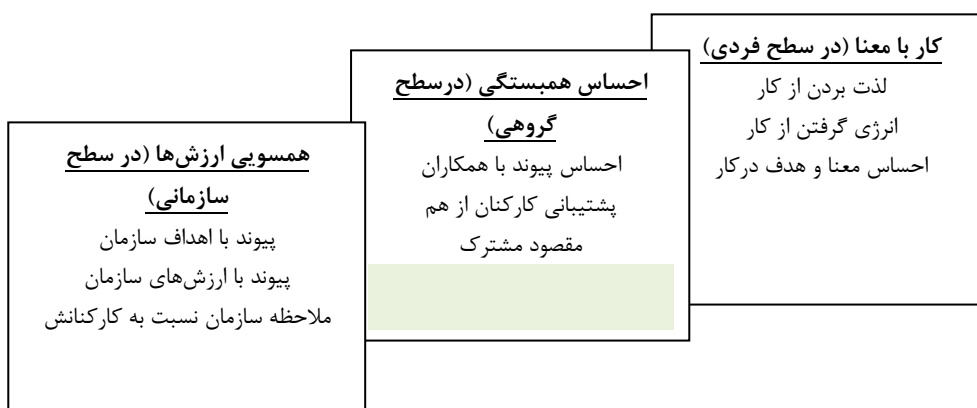 کار با معنا (در سطح فردی)
لذت بردن از کار
انرژی گرفتن از کار
احساس معنا و هدف درکار
احساس همبستگی (درسطح
گروهی)
احساس پیوند با همکاران
پشتیبانی کارکنان از هم
مقصود مشترک
همسویی ارزش‌ها (در سطح
سازمانی)
پیوند با اهداف سازمان
پیوند با ارزش‌های سازمان
ملاحظه سازمان نسبت به کارکنانش